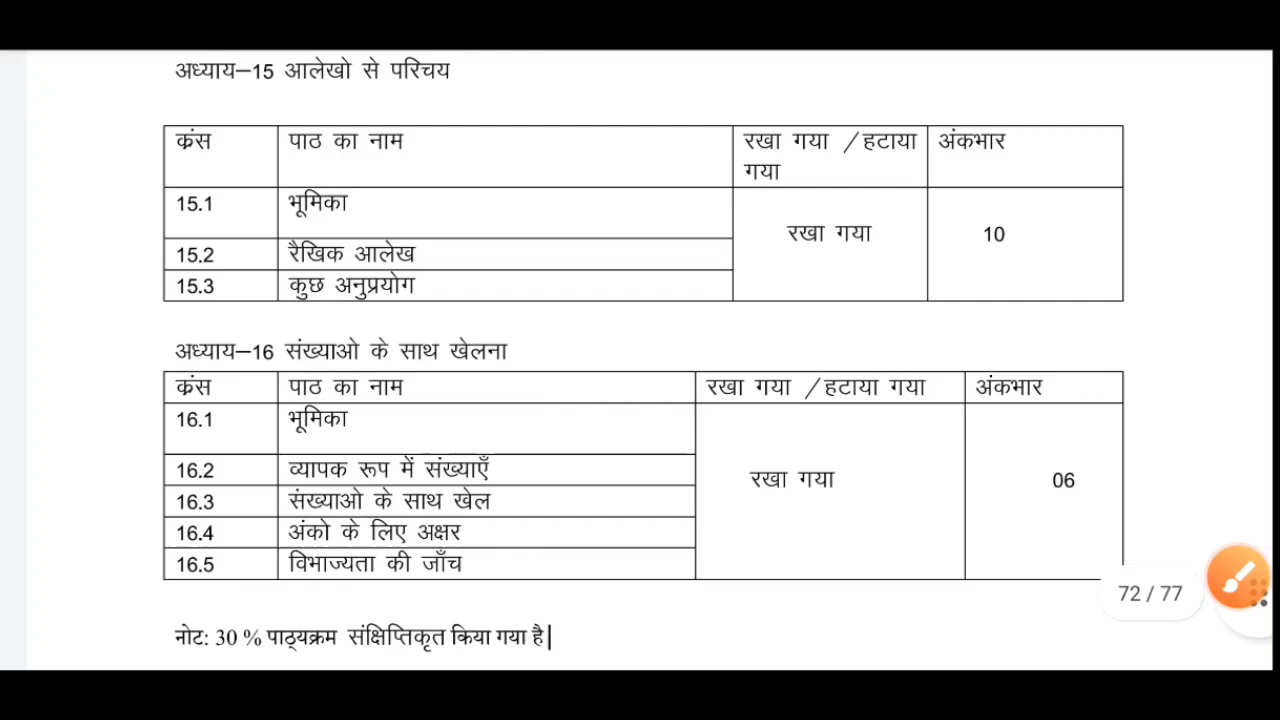 अध्याय–15 आलेखो से परिचय
कंस पाठ का नाम रखा गया /हटाया गया अंकभार
15.1 भूमिका रखा गया 10
15.2 रैखिक आलेख
15.3 कुछ अनुप्रयोग
अध्याय–16 संख्याओ के साथ खेलना
कंस पाठ का नाम रखा गया /हटाया गया अंकभार
16.1 भूमिका
16.2 व्यापक रूप में संख्याएँ रखा गया 06
16.3 संख्याओ के साथ खेल
16.4 अंको के लिए अक्षर
16.5 विभाज्यता की जाँच
72 / 77
नोट: 30 % पाठ्यक्रम संक्षिप्तिकृत किया गया है|